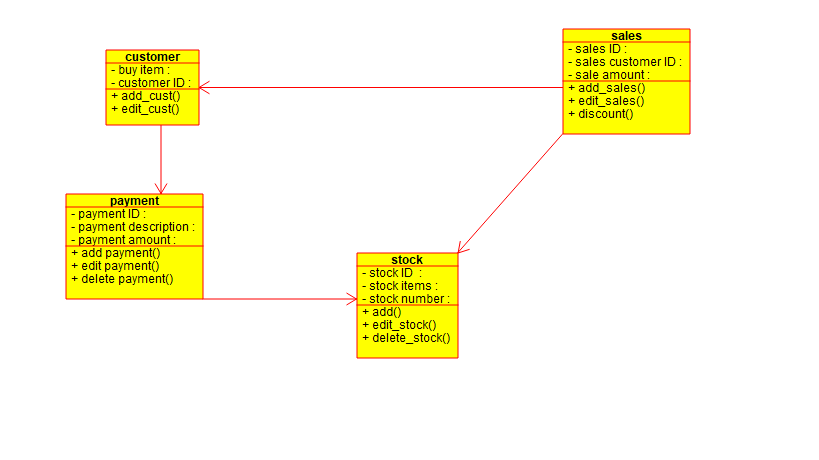 customer
- buy item :
- customer ID :
+ add_cust()
+ edit_cust()
sales
- sales ID :
- sales customer ID :
- sale amount :
+ add_sales()
+ edit_sales()
+ discount()
payment
- payment ID :
- payment description :
- payment amount :
+ add payment()
+ edit payment()
+ delete payment()
stock
- stock ID :
- stock items :
- stock number :
+ add()
+ edit_stock()
+ delete_stock()